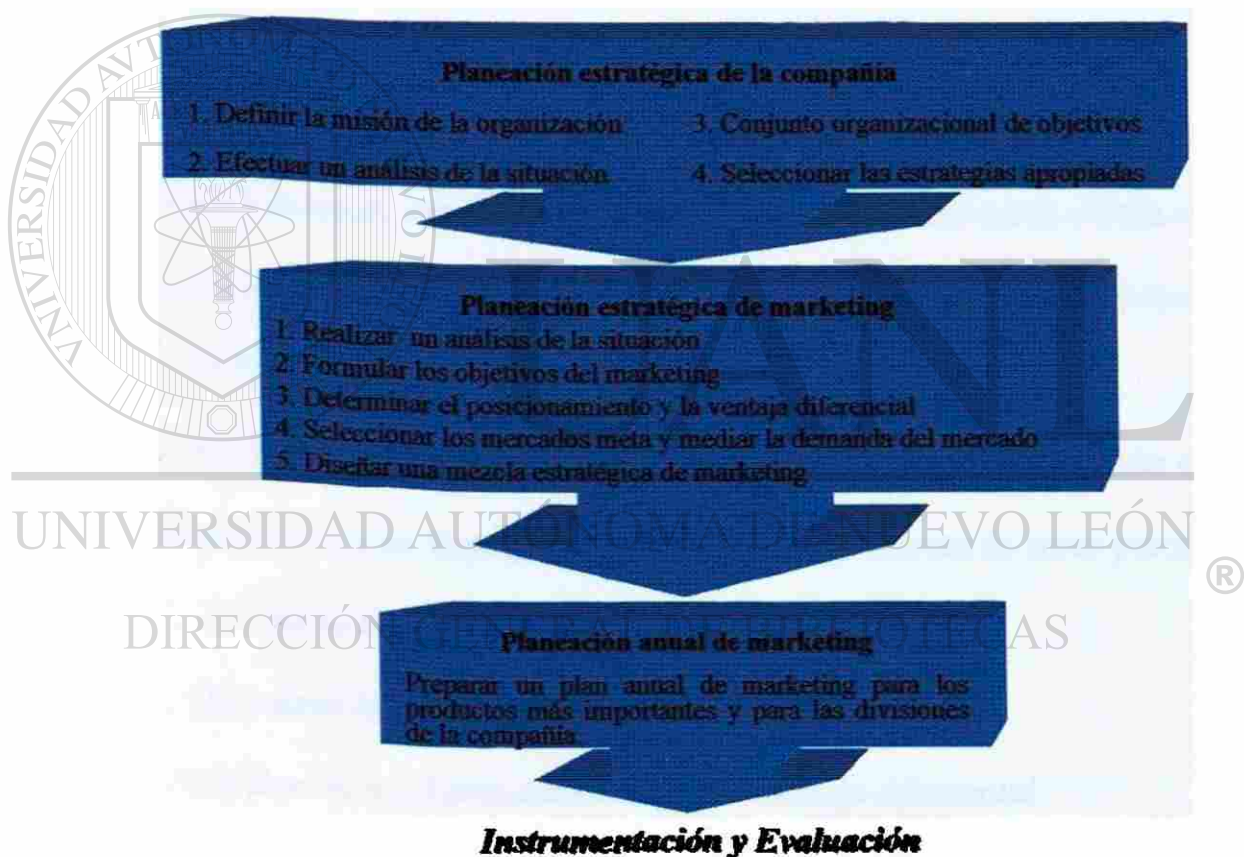 Planeación estratégica de la compañía
1. Definir la misión de la organización
3. Conjunto organizacional de objetivos
2. Efectuar un análisis de la situación.
4. Seleccionar las estrategias apropiadas
Planeación estratégica de marketing
1. Realizar un análisis de la situación
2. Formular los objetivos del marketing
3. Determinar el posicionamiento y la ventaja diferencial
4. Seleccionar los mercados meta y mediar la demanda del mercado
5. Diseñar una mezcla estratégica de marketing
UANL
UNIVERSIDAD AUTÓNOMA DE NUEVO LEÓN
®
DIRECCIÓN GENERAL DE BIBLIOTECAS
Planeación anual de marketing
Preparar un plan anual de marketing para los
productos más importantes y para las divisiones
de la compañía.
Instrumentación y Evaluación